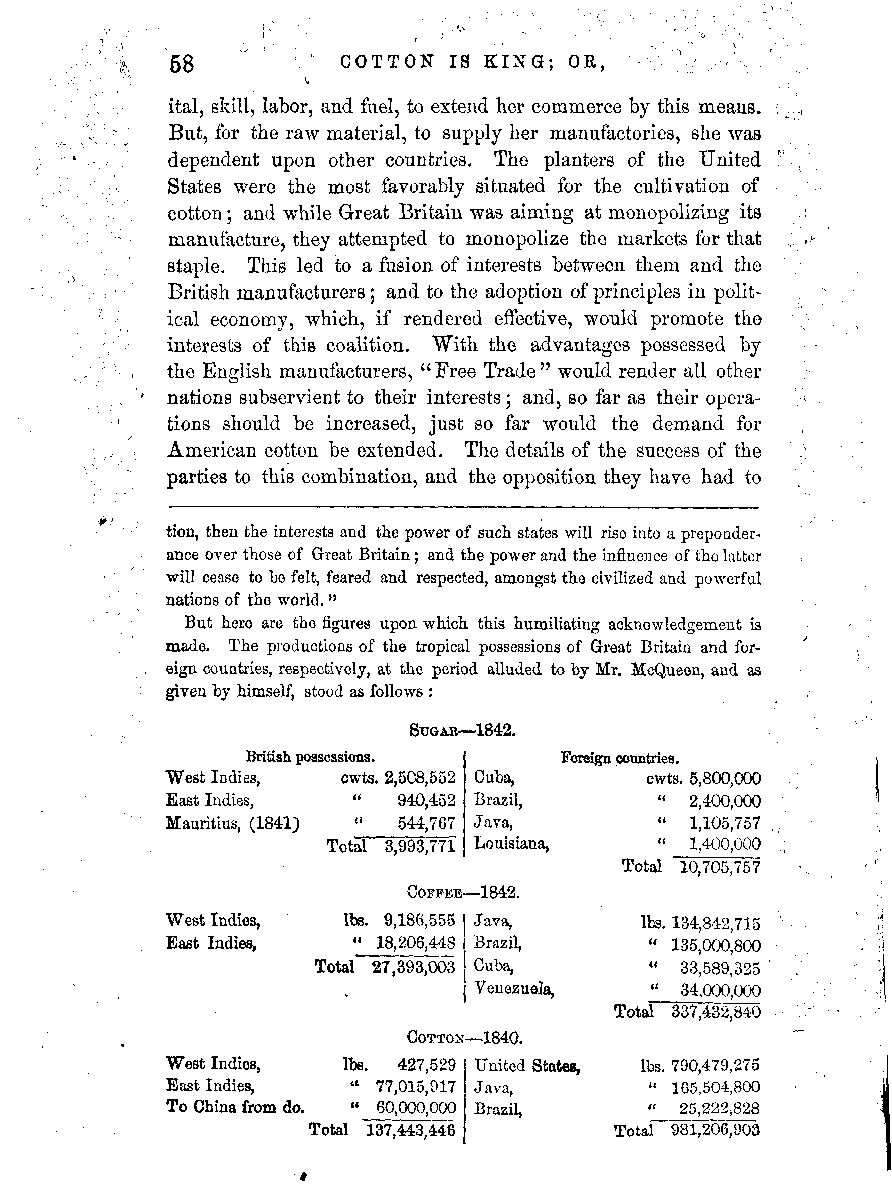 58 COTTON IS KING; OR,
ital, skill, labor, and fuel, to extend her commerce by this means.
But, for the raw material, to supply her manufactories, she was
dependent upon other countries. The planters of the United
States were the most favorably situated for the cultivation of
cotton; and while Great Britain was aiming at monopolizing its
manufacture, they attempted to monopolize the markets for that
staple. This led to a fusion of interests between them and the
British manufacturers; and to the adoption of principles in polit-
ical economy, which, if rendered effective, would promote the
interests of this coalition. With the advantages possessed by
the English manufacturers, "Free Trade" would render all other
nations subservient to their interests; and, so far as their opera-
tions should be increased, just so far would the demand for
American cotton be extended. The details of the success of the
parties to this combination, and the opposition they have had to
tion, then the interests and the power of such states will rise into a preponder-
ance over those of Great Britain; and the power and the influence of the latter
will cease to be felt, feared and respected, amongst the civilized and powerful
nations of the world."
But here are the figures upon which this humiliating acknowledgement is
made. The productions of the tropical possessions of Great Britain and for-
eign countries, respectively, at the period alluded to by Mr. McQueen, and as
given by himself, stood as follows:
SUGAR—1842.
British possessions. Foreign countries.
West Indies, cwts. 2,508,552 Cuba, cwts. 5,800,000
East Indies, " 940,452 Brazil, " 2,400,000
Mauritius, (1841) " 544,767 Java, " 1,105,757
Total 3,993,771 Louisiana, " 1,400,000
Total 10,705,757
COFFEE—1842.
West Indies, lbs. 9,186,555 Java, lbs. 134,842,715
East Indies, " 18,206,448 Brazil, " 135,000,800
Total 27,393,003 Cuba, " 33,589,325
Venezuela, " 34,000,000
Total 337,432,840
COTTON—1840.
West Indies, lbs. 427,529 United States, lbs. 790,479,275
East Indies, " 77,015,917 Java, " 165,504,800
To China from do. " 60,000,000 Brazil, " 25,222,828
Total 137,443,446 Total 981,206,903